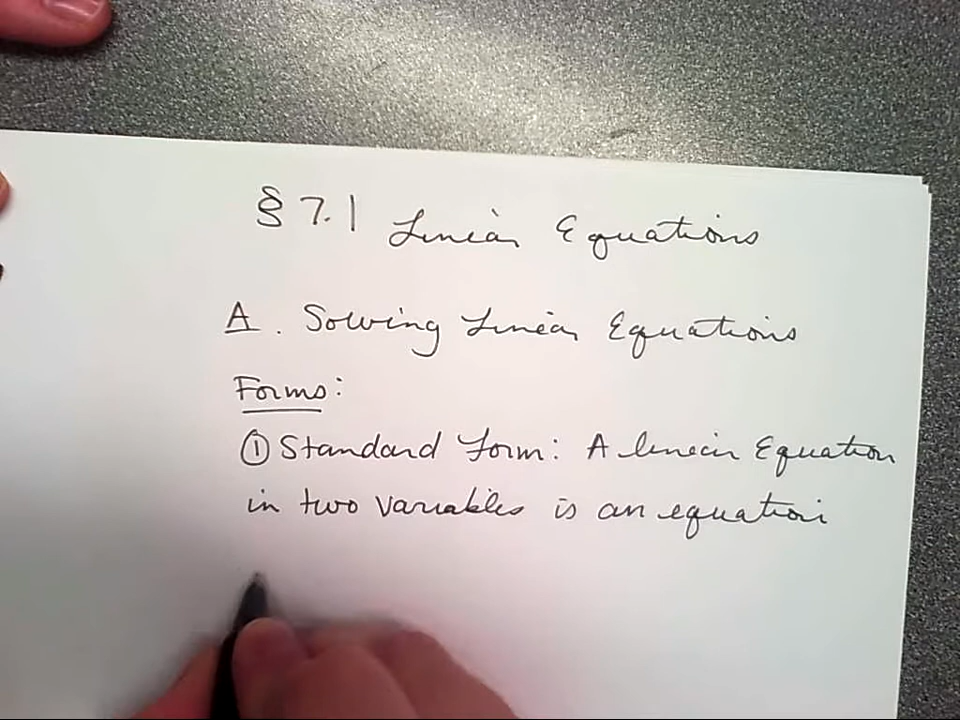 § 7.1 Linear Equations
A. Solving Linear Equations
Forms:
① Standard Form: A linear Equation
in two variables is an equation